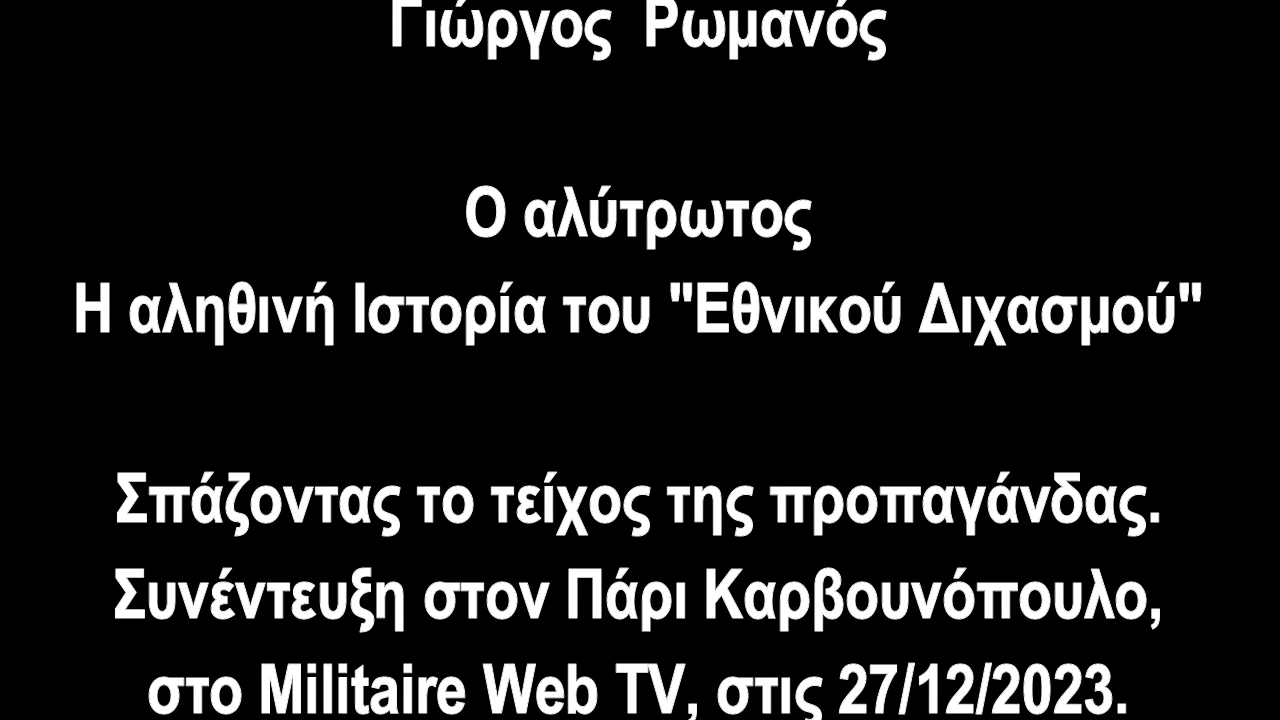 Γιώργος Ρωμανός
Ο αλύτρωτος
Η αληθινή Ιστορία του "Εθνικού Διχασμού"
Σπάζοντας το τείχος της προπαγάνδας.
Συνέντευξη στον Πάρι Καρβουνόπουλο,
στο Militaire Web TV, στις 27/12/2023.